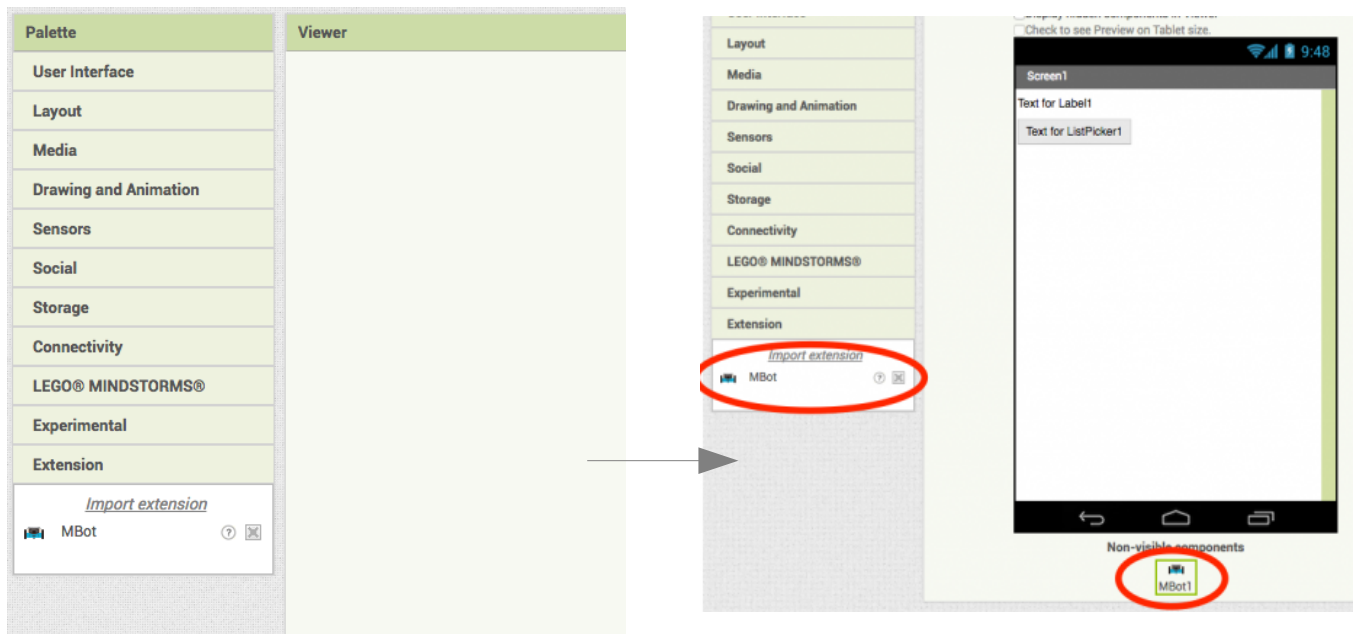 Palette
User Interface
Layout
Media
Drawing and Animation
Sensors
Social
Storage
Connectivity
LEGO® MINDSTORMS®
Experimental
Extension
Import extension
MBot
?
Viewer
Layout
Media
Drawing and Animation
Sensors
Social
Storage
Connectivity
LEGO® MINDSTORMS®
Experimental
Extension
Import extension
MBot
?
Check to see Preview on Tablet size.
9:48
Screen1
Text for Label1
Text for ListPicker1
Non-visible components
MBot1